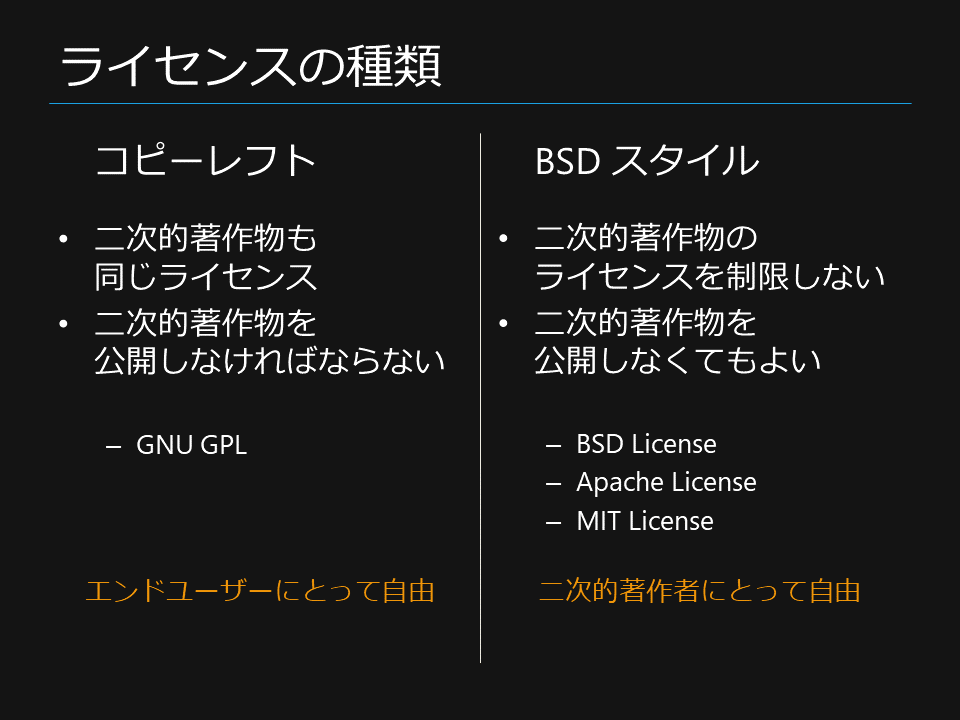 ライセンスの種類
コピーレフト
• 二次的著作物も
同じライセンス
• 二次的著作物を
公開しなければならない
– GNU GPL
エンドユーザーにとって自由
BSD スタイル
• 二次的著作物の
ライセンスを制限しない
• 二次的著作物を
公開しなくてもよい
– BSD License
– Apache License
– MIT License
二次的著作者にとって自由